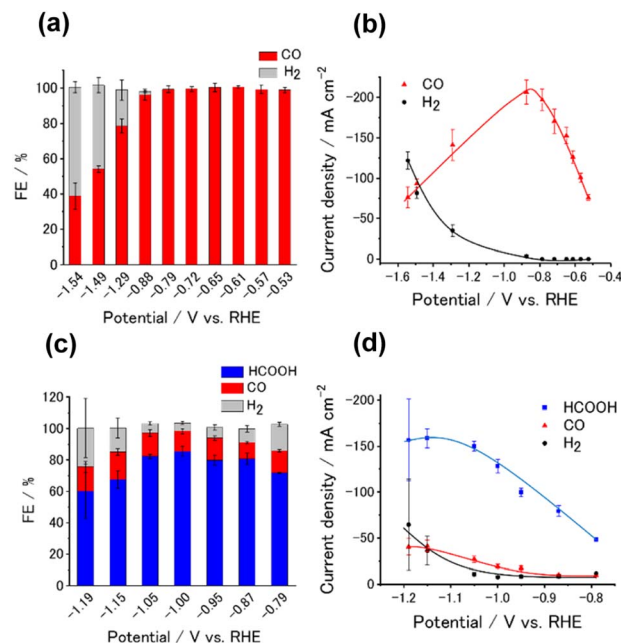 (a)
CO
H2
FE / %
100
80
60
40
20
0
-1.54
-1.49
-1.29
-0.88
-0.79
-0.72
-0.65
-0.61
-0.57
-0.53
Potential / V vs. RHE
(b)
CO
H2
Current density / mA cm−2
-200
-150
-100
-50
0
-1.6 -1.4 -1.2 -1.0 -0.8 -0.6 -0.4
Potential / V vs. RHE
(c)
HCOOH
CO
H2
FE / %
120
100
80
60
40
20
0
-1.19
-1.15
-1.05
-1.00
-0.95
-0.87
-0.79
Potential / V vs. RHE
(d)
HCOOH
CO
H2
Current density / mA cm−2
-200
-150
-100
-50
0
-1.2 -1.1 -1.0 -0.9 -0.8
Potential / V vs. RHE